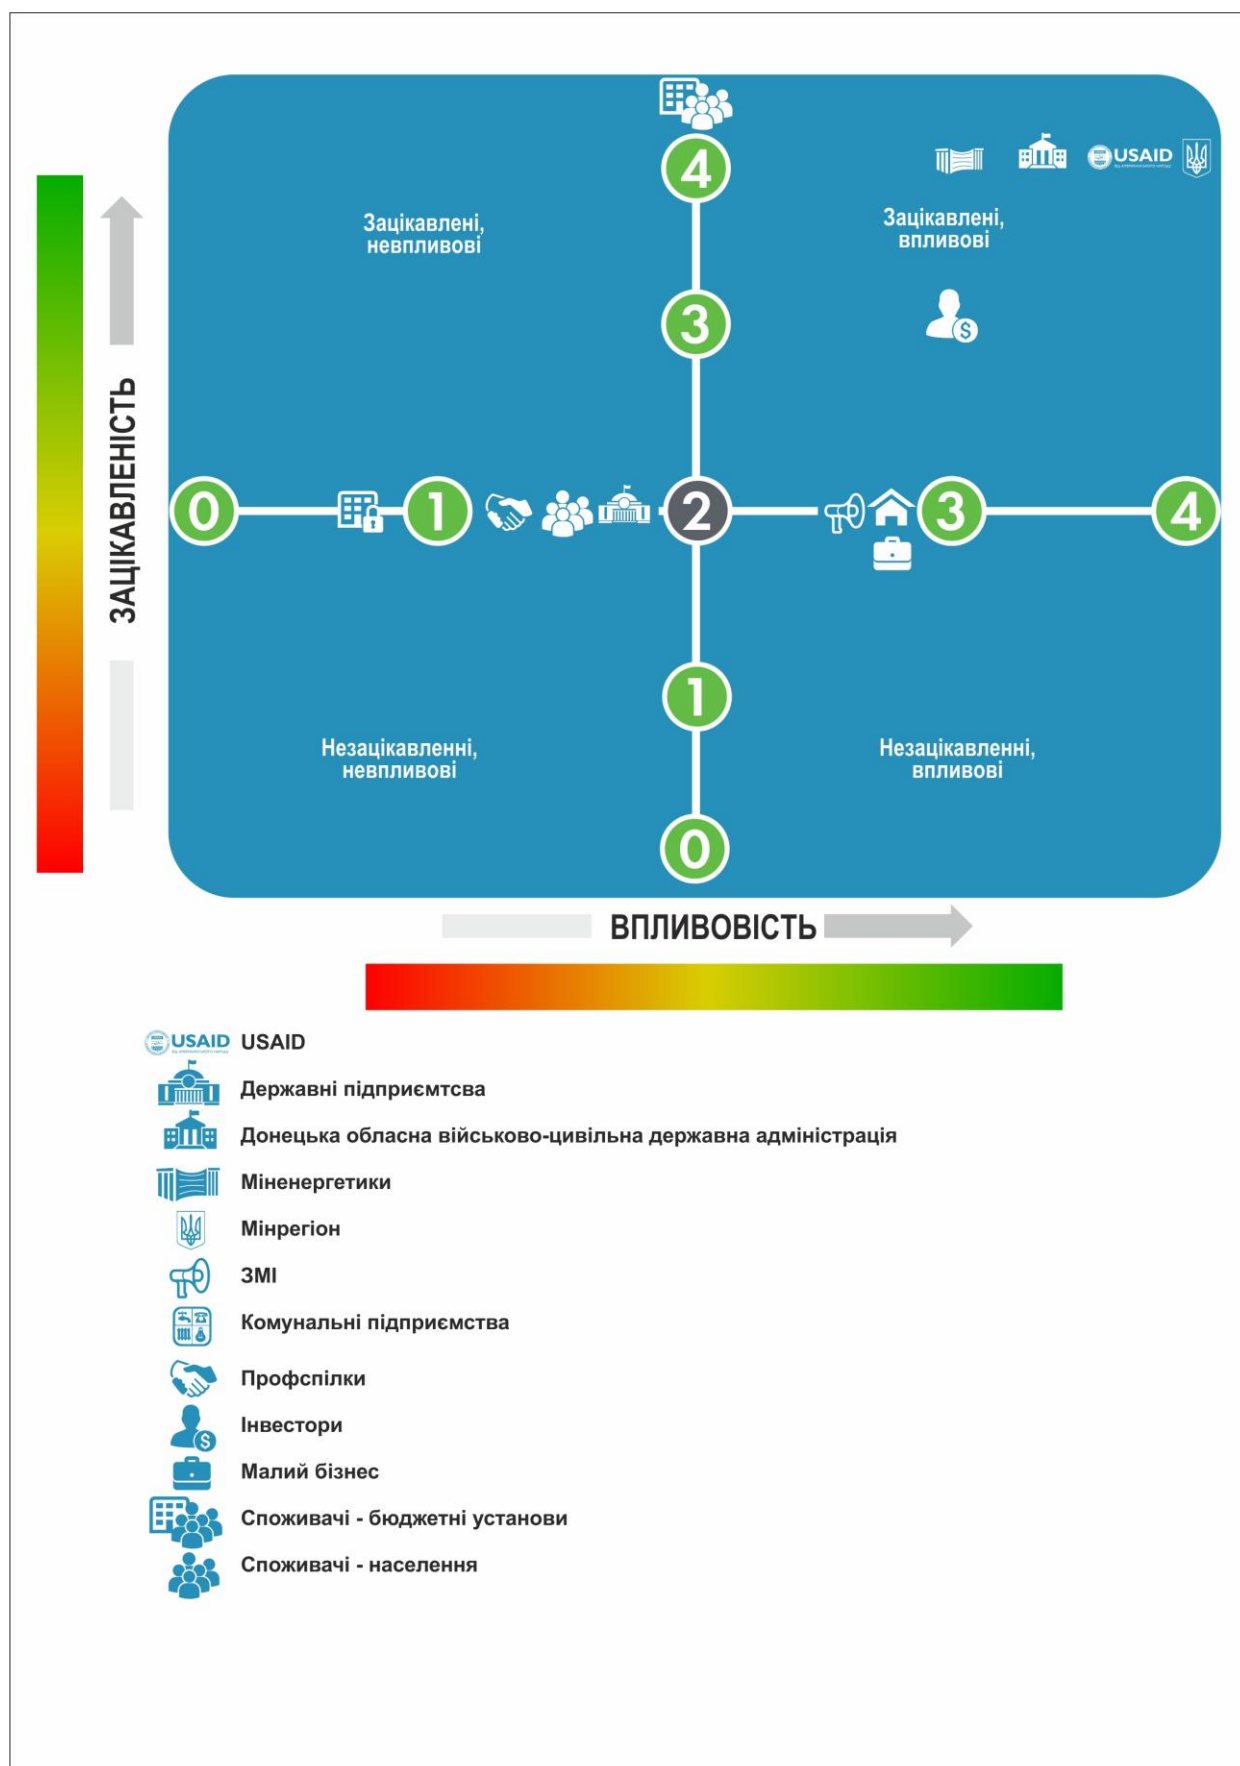 4
USAID
Зацікавлені,
невпливові
Зацікавлені,
впливові
3
$
ЗАЦІКАВЛЕНІСТЬ
0
1
2
3
4
1
Незацікавленні,
невпливові
Незацікавленні,
впливові
0
ВПЛИВОВІСТЬ
USAID USAID
Державні підприємтсва
Донецька обласна військово-цивільна державна адміністрація
Міненергетики
Мінрегіон
ЗМІ
Комунальні підприємства
Профспілки
$
Інвестори
Малий бізнес
Споживачі - бюджетні установи
Споживачі - населення